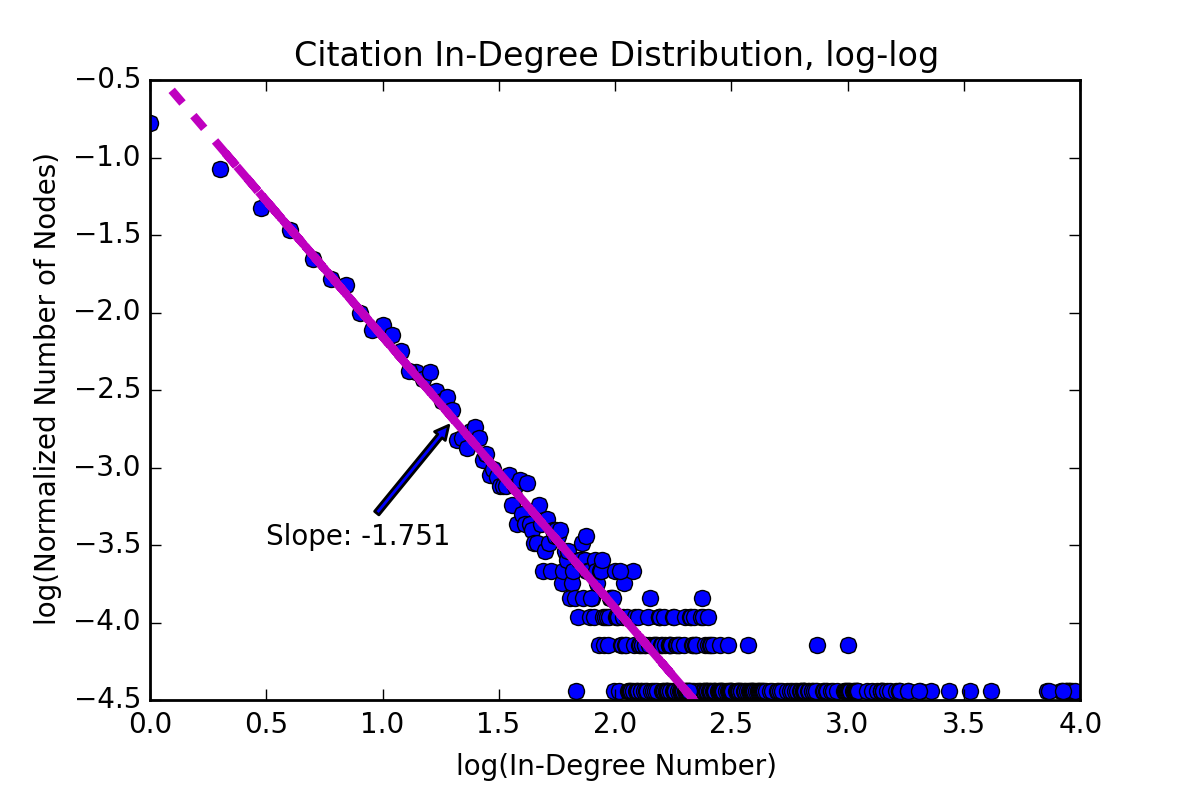 Citation In-Degree Distribution, log-log
log(Normalized Number of Nodes)
−0.5
−1.0
−1.5
−2.0
−2.5
−3.0
−3.5
−4.0
−4.5
Slope: -1.751
0.0 0.5 1.0 1.5 2.0 2.5 3.0 3.5 4.0
log(In-Degree Number)